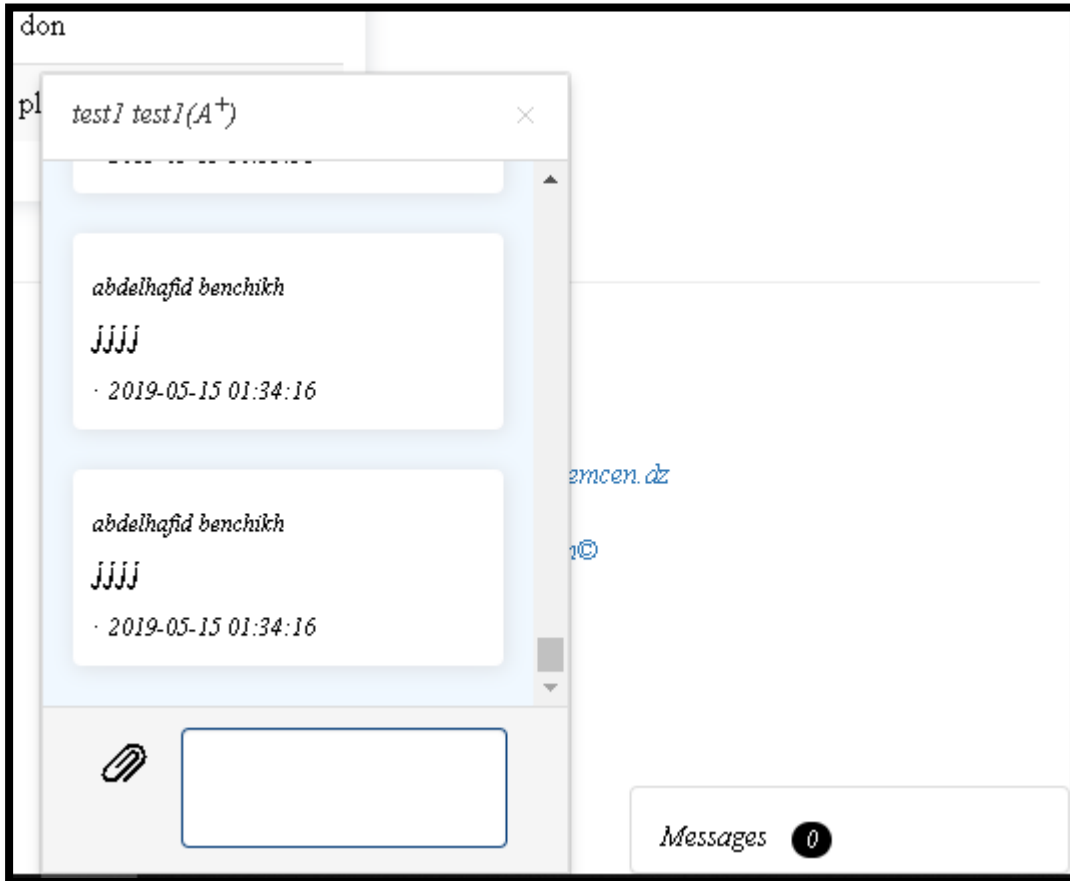 don
pl
test1 test1(A⁺)
abdelhafid benchikh
jjjj
· 2019-05-15 01:34:16
abdelhafid benchikh
jjjj
· 2019-05-15 01:34:16
emcen.dz
©
Messages 0